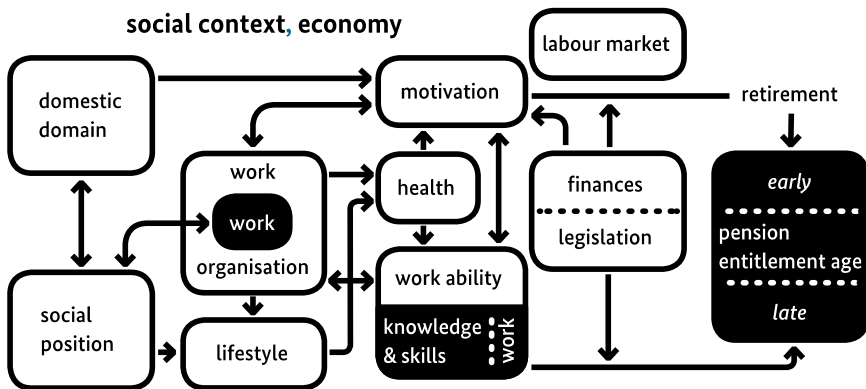 social context, economy
labour market
domestic
domain
motivation
retirement
work
work
organisation
health
finances
legislation
early
pension
entitlement age
late
work ability
knowledge
& skills
work
social
position
lifestyle